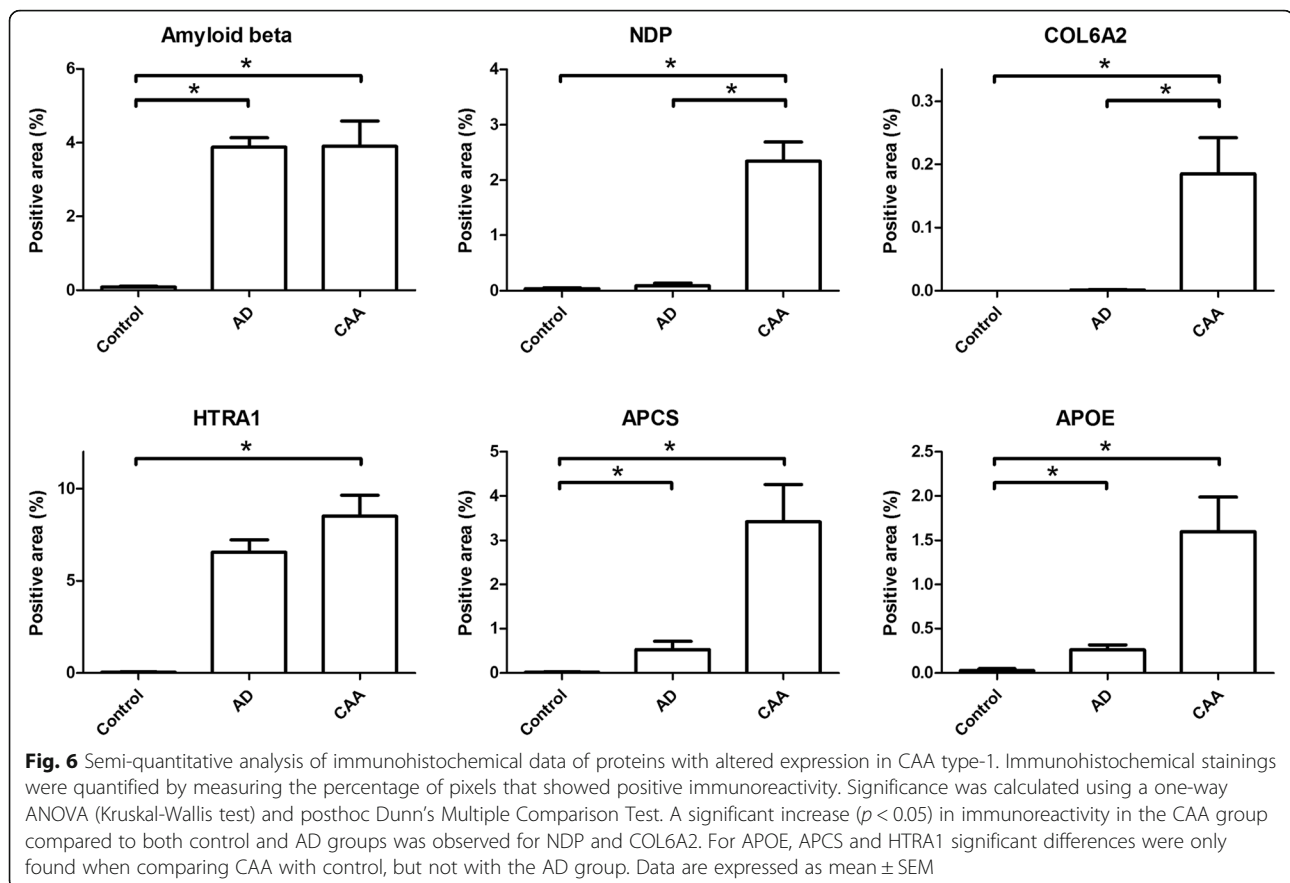 Amyloid beta
Positive area (%)
6
4
2
0
Control
AD
CAA
*
*
NDP
Positive area (%)
4
3
2
1
0
Control
AD
CAA
*
*
COL6A2
Positive area (%)
0.3
0.2
0.1
0.0
Control
AD
CAA
*
*
HTRA1
Positive area (%)
10
5
0
Control
AD
CAA
*
APCS
Positive area (%)
5
4
3
2
1
0
Control
AD
CAA
*
*
APOE
Positive area (%)
2.5
2.0
1.5
1.0
0.5
0.0
Control
AD
CAA
*
*
Fig. 6 Semi-quantitative analysis of immunohistochemical data of proteins with altered expression in CAA type-1. Immunohistochemical stainings
were quantified by measuring the percentage of pixels that showed positive immunoreactivity. Significance was calculated using a one-way
ANOVA (Kruskal-Wallis test) and posthoc Dunn's Multiple Comparison Test. A significant increase (p < 0.05) in immunoreactivity in the CAA group
compared to both control and AD groups was observed for NDP and COL6A2. For APOE, APCS and HTRA1 significant differences were only
found when comparing CAA with control, but not with the AD group. Data are expressed as mean ± SEM